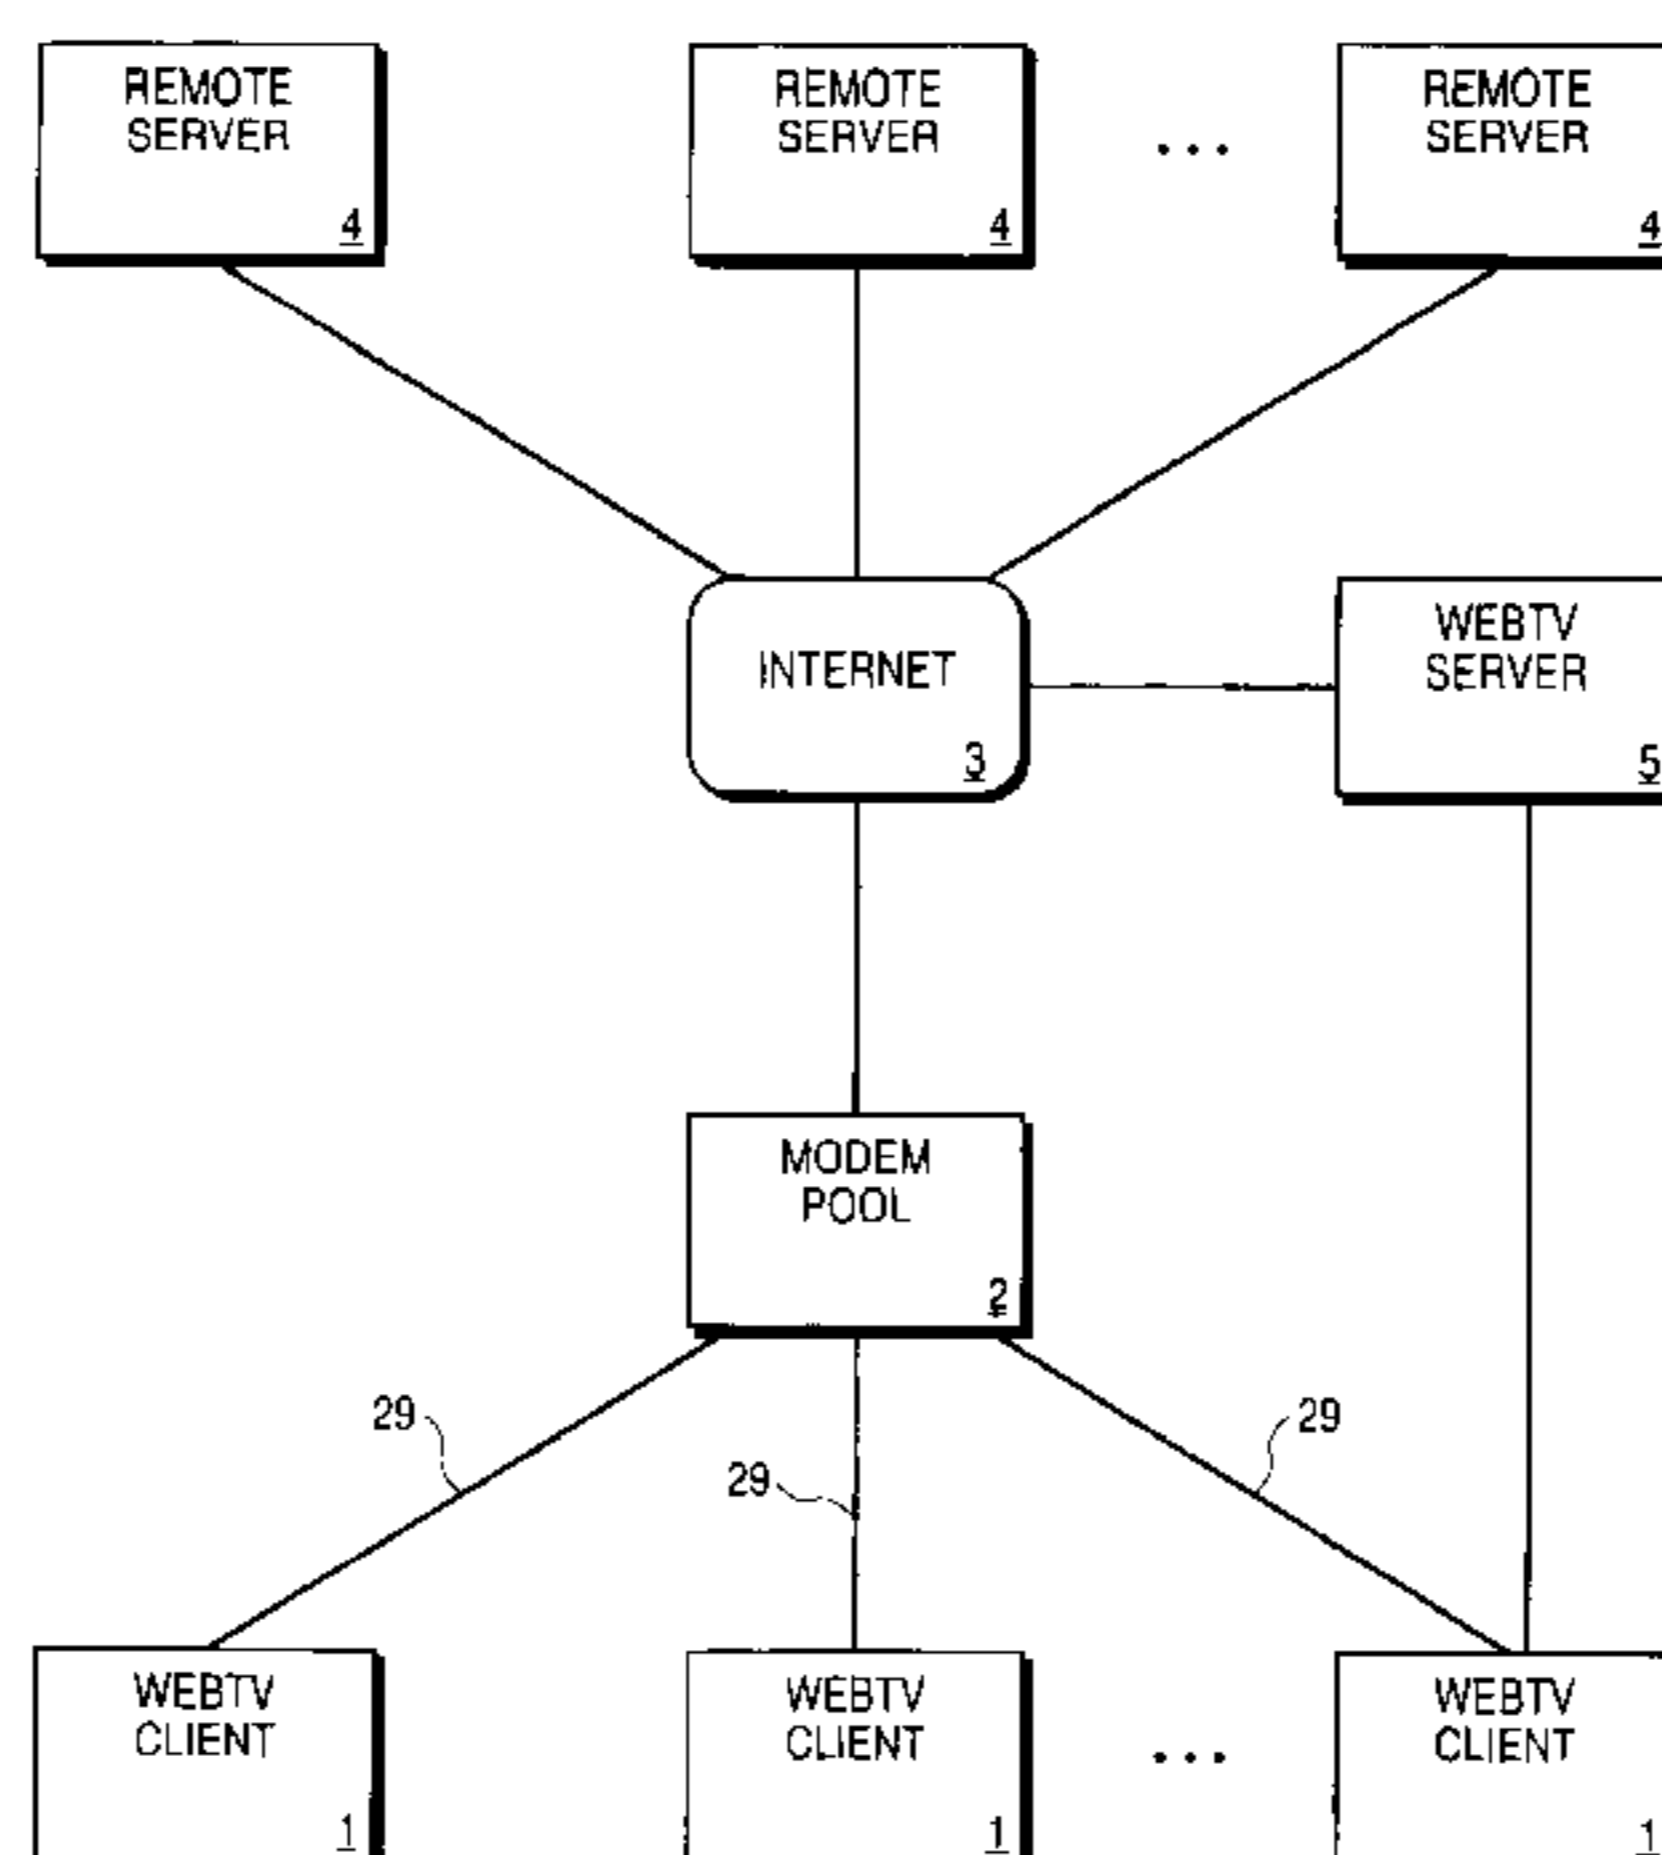 REMOTE
SERVER
4
REMOTE
SERVER
4
...
REMOTE
SERVER
4
INTERNET
3
WEBTV
SERVER
5
MODEM
POOL
2
29
29
29
WEBTV
CLIENT
1
WEBTV
CLIENT
1
...
WEBTV
CLIENT
1